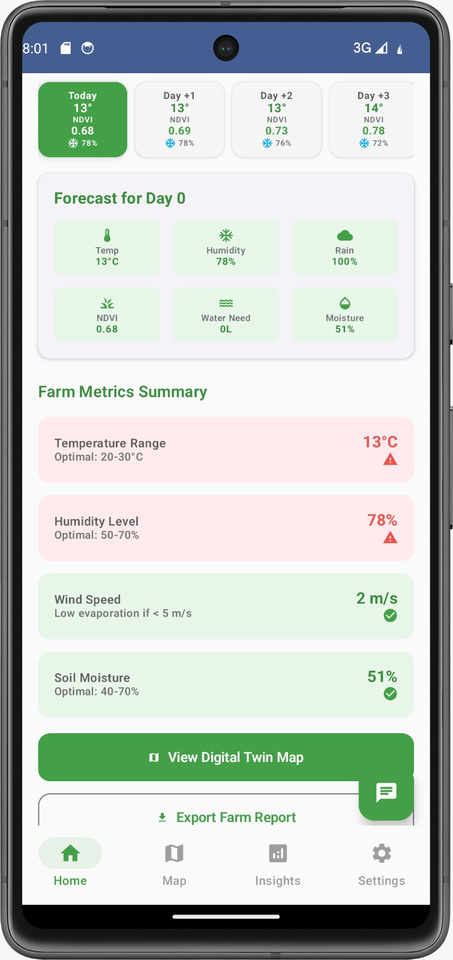 8:01
3G
Today
13°
NDVI
0.68
78%
Day +1
13°
NDVI
0.69
78%
Day +2
13°
NDVI
0.73
76%
Day +3
14°
NDVI
0.78
72%
Forecast for Day 0
Temp
13°C
Humidity
78%
Rain
100%
NDVI
0.68
Water Need
0L
Moisture
51%
Farm Metrics Summary
Temperature Range
Optimal: 20-30°C
13°C
Humidity Level
Optimal: 50-70%
78%
Wind Speed
Low evaporation if < 5 m/s
2 m/s
Soil Moisture
Optimal: 40-70%
51%
View Digital Twin Map
Export Farm Report
Home
Map
Insights
Settings